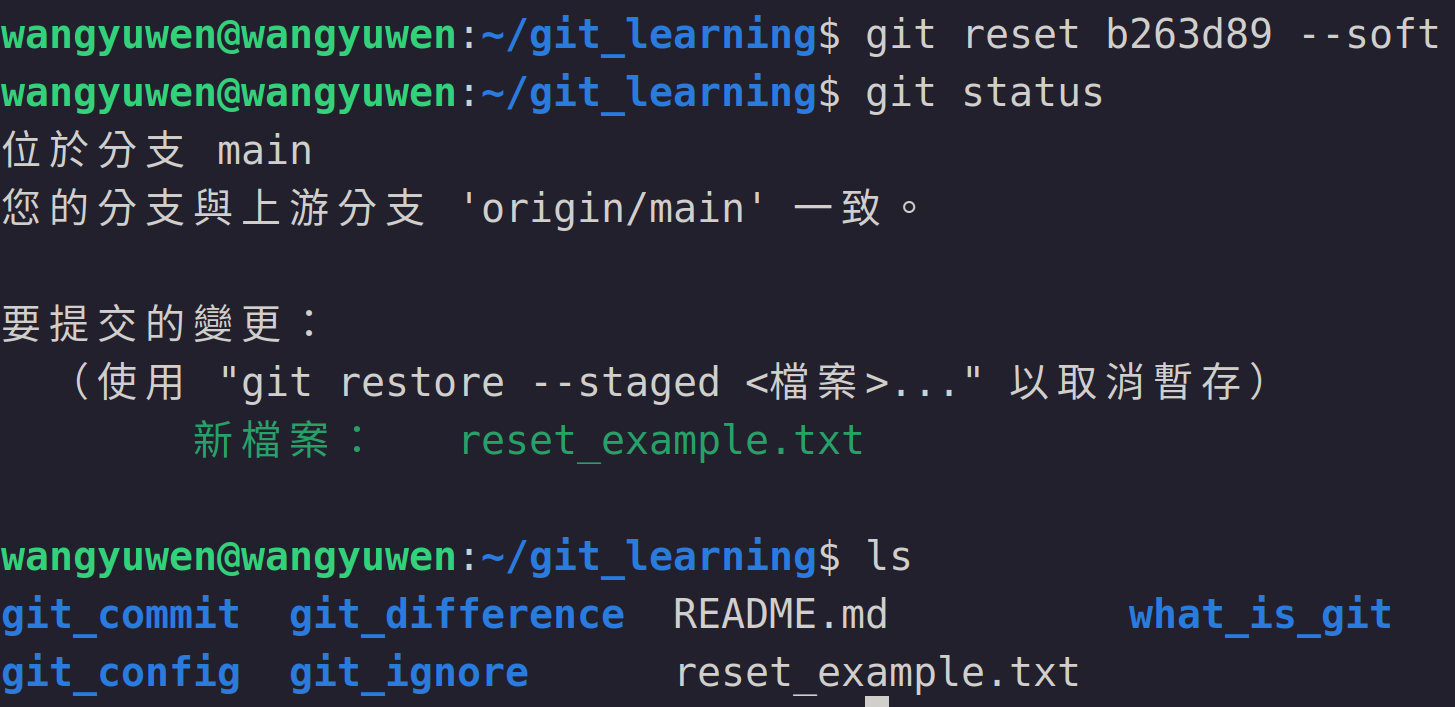 wangyuwen@wangyuwen:~/git_learning$ git reset b263d89 --soft
wangyuwen@wangyuwen:~/git_learning$ git status
位於分支 main
您的分支與上游分支 'origin/main' 一致。
要提交的變更：
（使用 "git restore --staged <檔案>..." 以取消暫存）
新檔案： reset_example.txt
wangyuwen@wangyuwen:~/git_learning$ ls
git_commit git_difference README.md what_is_git
git_config git_ignore reset_example.txt